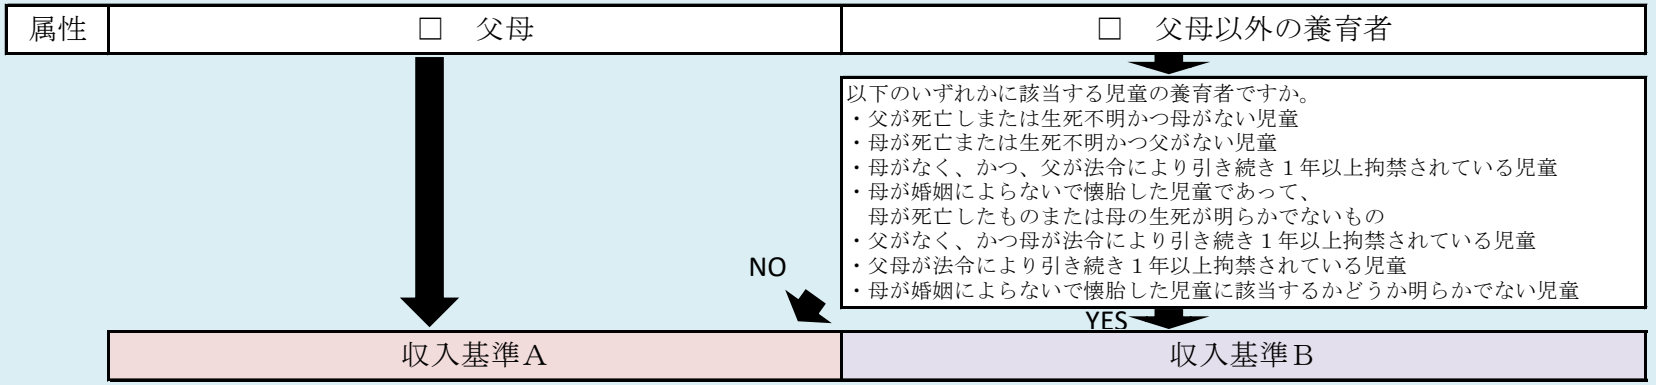 属性
□　父母
□　父母以外の養育者
以下のいずれかに該当する児童の養育者ですか。
・父が死亡しまたは生死不明かつ母がない児童
・母が死亡または生死不明かつ父がない児童
・母がなく、かつ、父が法令により引き続き１年以上拘禁されている児童
・母が婚姻によらないで懐胎した児童であって、
　母が死亡したものまたは母の生死が明らかでないもの
・父がなく、かつ母が法令により引き続き１年以上拘禁されている児童
・父母が法令により引き続き１年以上拘禁されている児童
・母が婚姻によらないで懐胎した児童に該当するかどうか明らかでない児童
NO
YES
収入基準Ａ
収入基準Ｂ